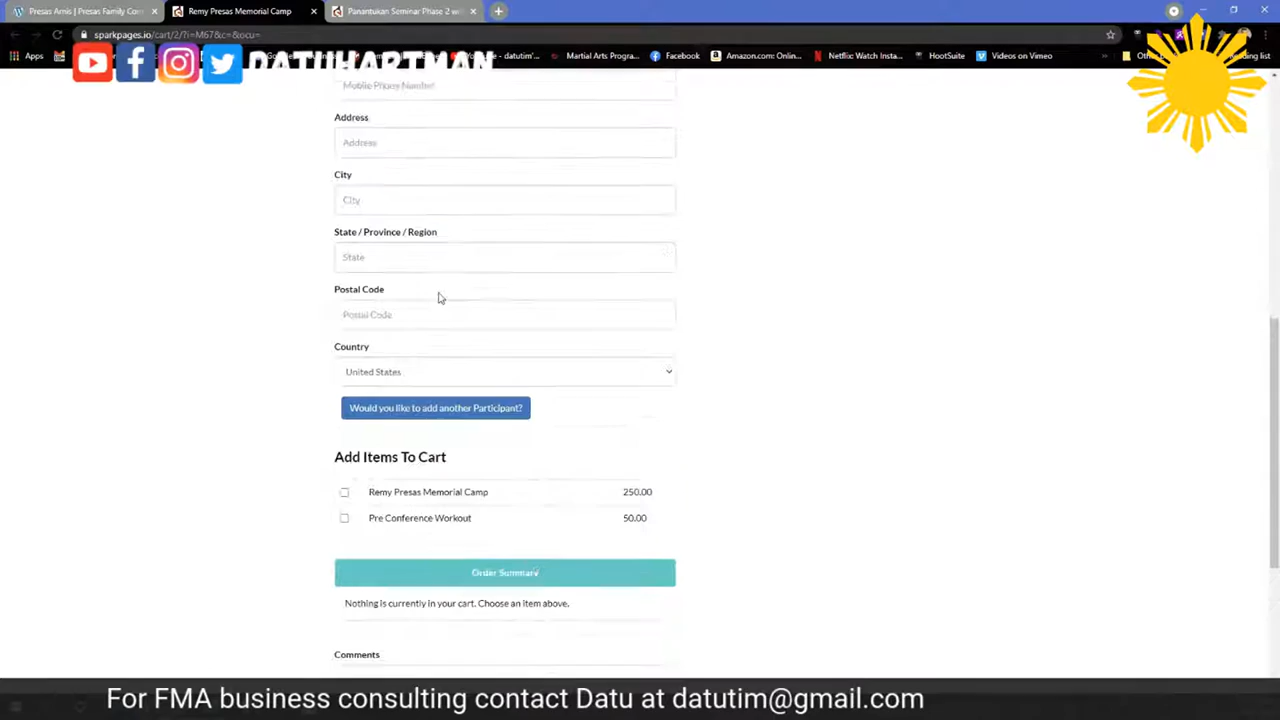 Presas Arnis | Presas Family Con
Remy Presas Memorial Camp
Panantukan Seminar Phase 2 wi
sparkpages.io/cart/2/?i=M67&c=&ocu=
Apps
Martial Arts Progra...
Facebook
Amazon.com: Onlin...
Netflix: Watch Insta...
HootSuite
Videos on Vimeo
DATUHARTMAN
Mobile Phone Number
Address
Address
City
City
State / Province / Region
State
Postal Code
Postal Code
Country
United States
Would you like to add another Participant?
Add Items To Cart
Remy Presas Memorial Camp 250.00
Pre Conference Workout 50.00
Order Summary
Nothing is currently in your cart. Choose an item above.
Comments
For FMA business consulting contact Datu at datutim@gmail.com